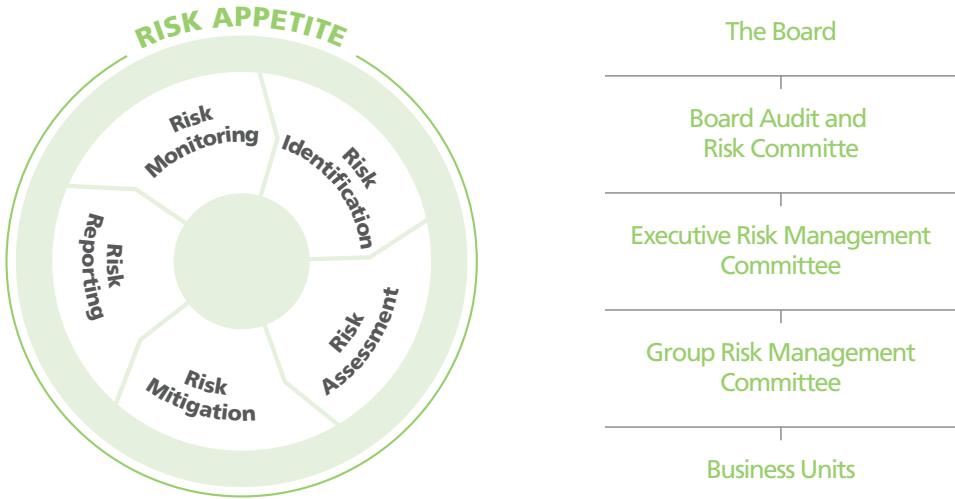 RISK APPETITE
Risk
Monitoring
Risk
Identification
Risk
Assessment
Risk
Mitigation
Risk
Reporting
The Board
Board Audit and
Risk Committe
Executive Risk Management
Committee
Group Risk Management
Committee
Business Units